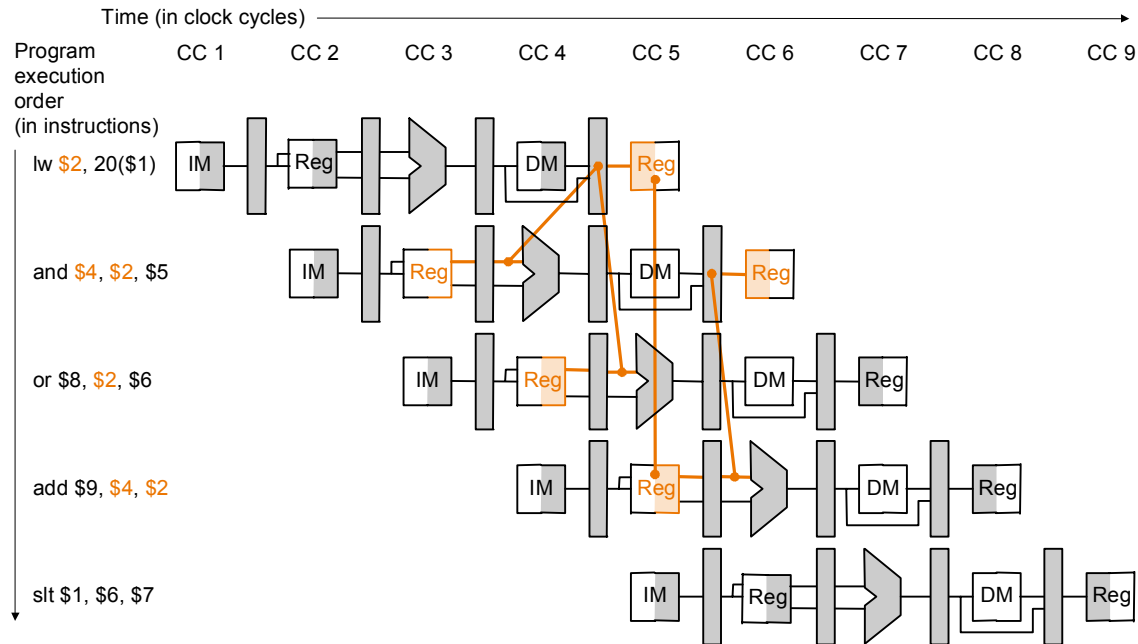 Time (in clock cycles)
Program
execution
order
(in instructions)
CC 1 CC 2 CC 3 CC 4 CC 5 CC 6 CC 7 CC 8 CC 9
lw $2, 20($1) IM Reg DM Reg
and $4, $2, $5 IM Reg DM Reg
or $8, $2, $6 IM Reg DM Reg
add $9, $4, $2 IM Reg DM Reg
slt $1, $6, $7 IM Reg DM Reg